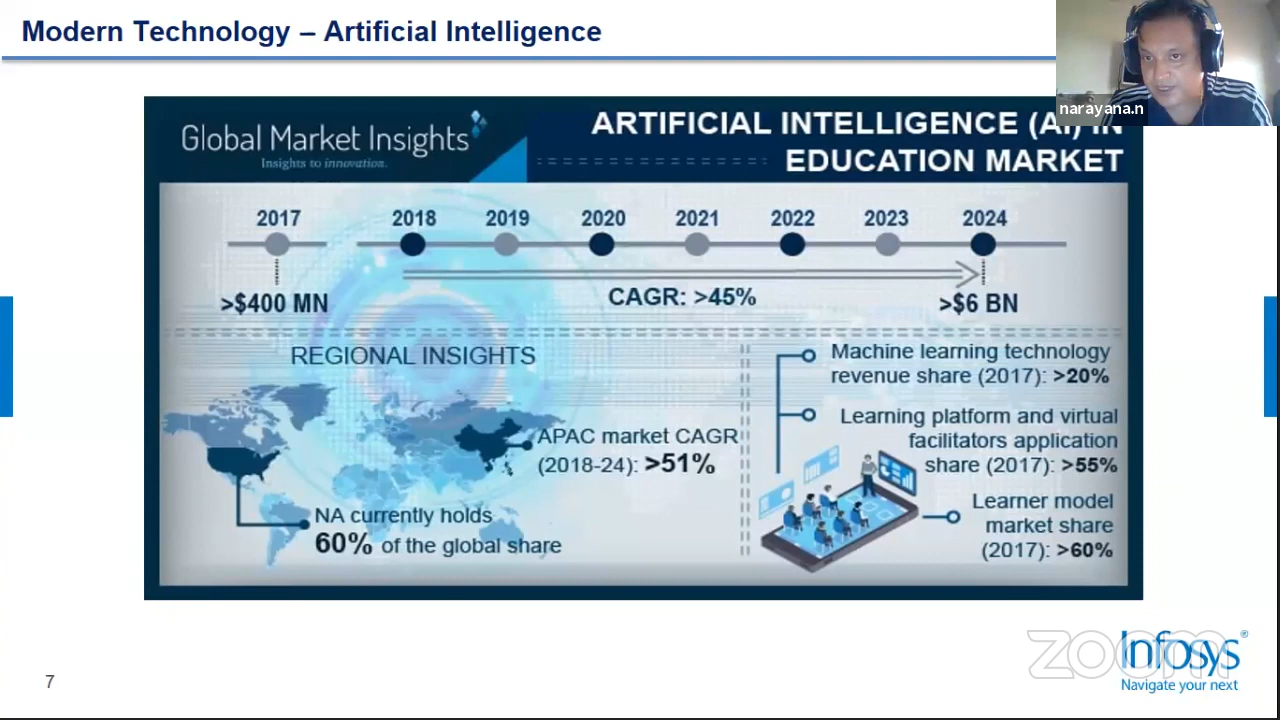 Modern Technology – Artificial Intelligence
narayana.n
Global Market Insights
Insights to innovation.
ARTIFICIAL INTELLIGENCE (AI) IN
EDUCATION MARKET
2017
2018
2019
2020
2021
2022
2023
2024
>$400 MN
CAGR: >45%
>$6 BN
REGIONAL INSIGHTS
APAC market CAGR
(2018-24): >51%
NA currently holds
60% of the global share
Machine learning technology
revenue share (2017): >20%
Learning platform and virtual
facilitators application
share (2017): >55%
Learner model
market share
(2017): >60%
zoom
Infosys®
Navigate your next
7